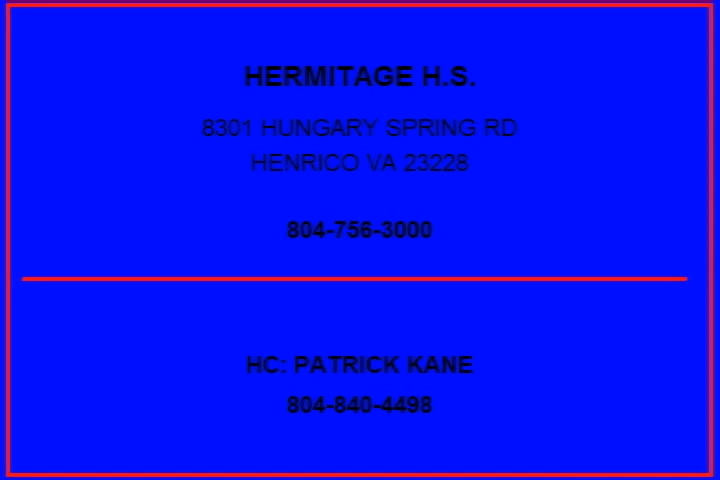 HERMITAGE H.S.
8301 HUNGARY SPRING RD
HENRICO VA 23228
804-756-3000
HC: PATRICK KANE
804-840-4498